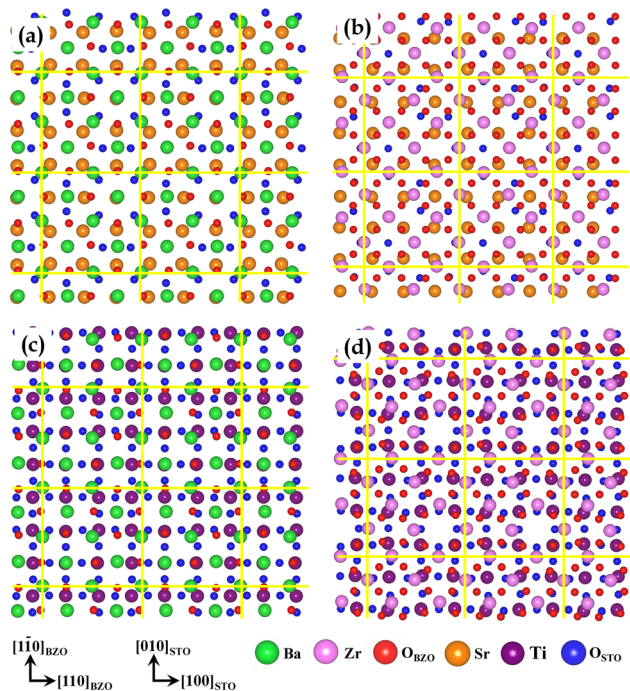 (a)
(b)
(c)
(d)
[11̄0]BZO
[110]BZO
[010]STO
[100]STO
Ba
Zr
OBZO
Sr
Ti
OSTO